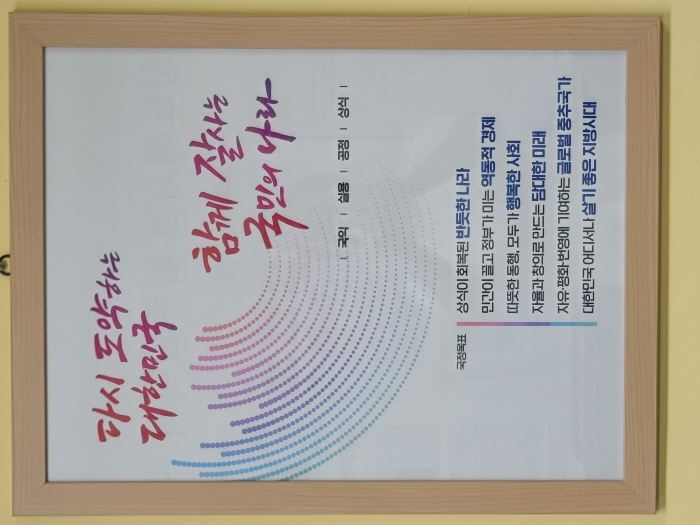 다시 도약하는
대한민국
함께 잘사는
국민의 나라
| 국익 | 실용 | 공정 | 상식 |
국정목표
상식이 회복된 반듯한 나라
민간이 끌고 정부가 미는 역동적 경제
따뜻한 동행, 모두가 행복한 사회
자율과 창의로 만드는 담대한 미래
자유·평화·번영에 기여하는 글로벌 중추국가
대한민국 어디서나 살기 좋은 지방시대